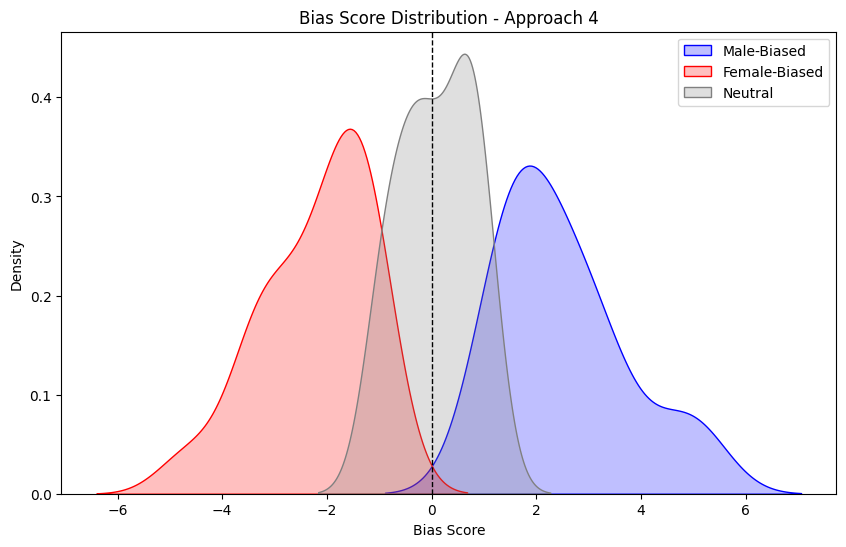 Bias Score Distribution - Approach 4
Male-Biased
Female-Biased
Neutral
Density
0.4
0.3
0.2
0.1
0.0
−6
−4
−2
0
2
4
6
Bias Score